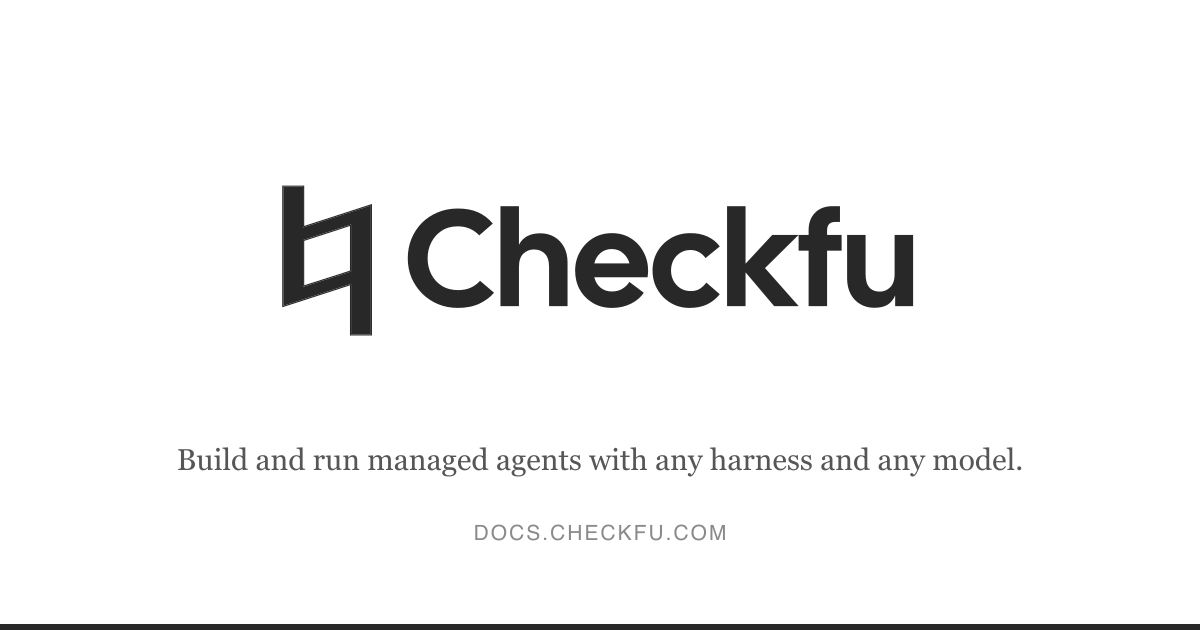 Checkfu
Build and run managed agents with any harness and any model.
DOCS.CHECKFU.COM